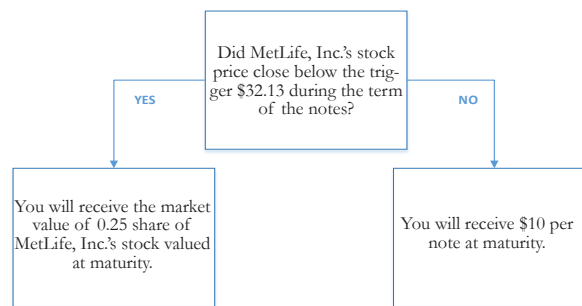 Did MetLife, Inc.'s stock
price close below the trig-
ger $32.13 during the term
of the notes?
YES
NO
You will receive the market
value of 0.25 share of
MetLife, Inc.'s stock valued
at maturity.
You will receive $10 per
note at maturity.